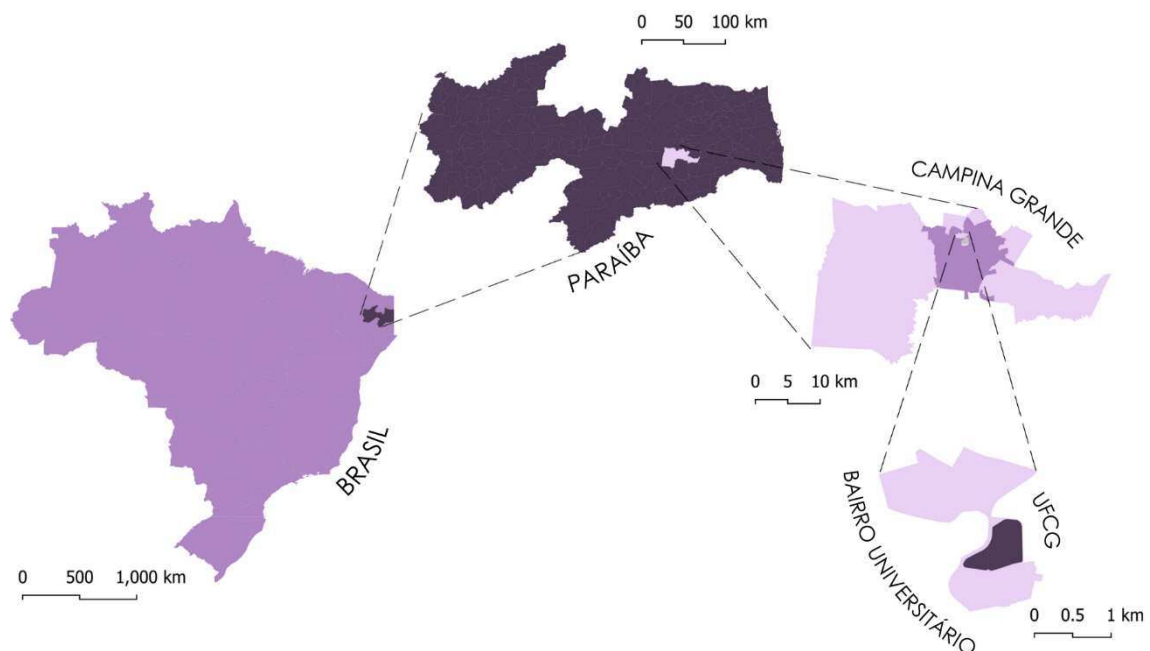 0 50 100 km
CAMPINA GRANDE
PARAÍBA
0 5 10 km
BRASIL
UFCG
BAIRRO UNIVERSITÁRIO
0 500 1,000 km
0 0.5 1 km